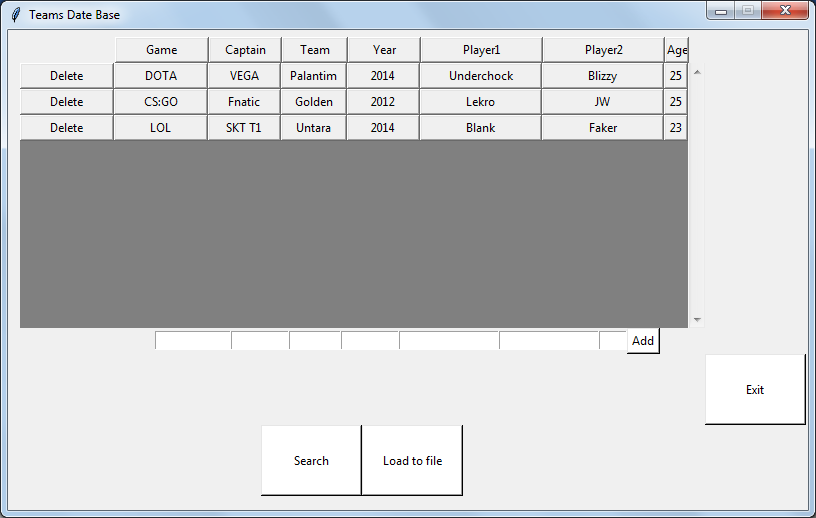 Teams Date Base
Game Captain Team Year Player1 Player2 Age
Delete DOTA VEGA Palantim 2014 Underchock Blizzy 25
Delete CS:GO Fnatic Golden 2012 Lekro JW 25
Delete LOL SKT T1 Untara 2014 Blank Faker 23
Add
Exit
Search Load to file